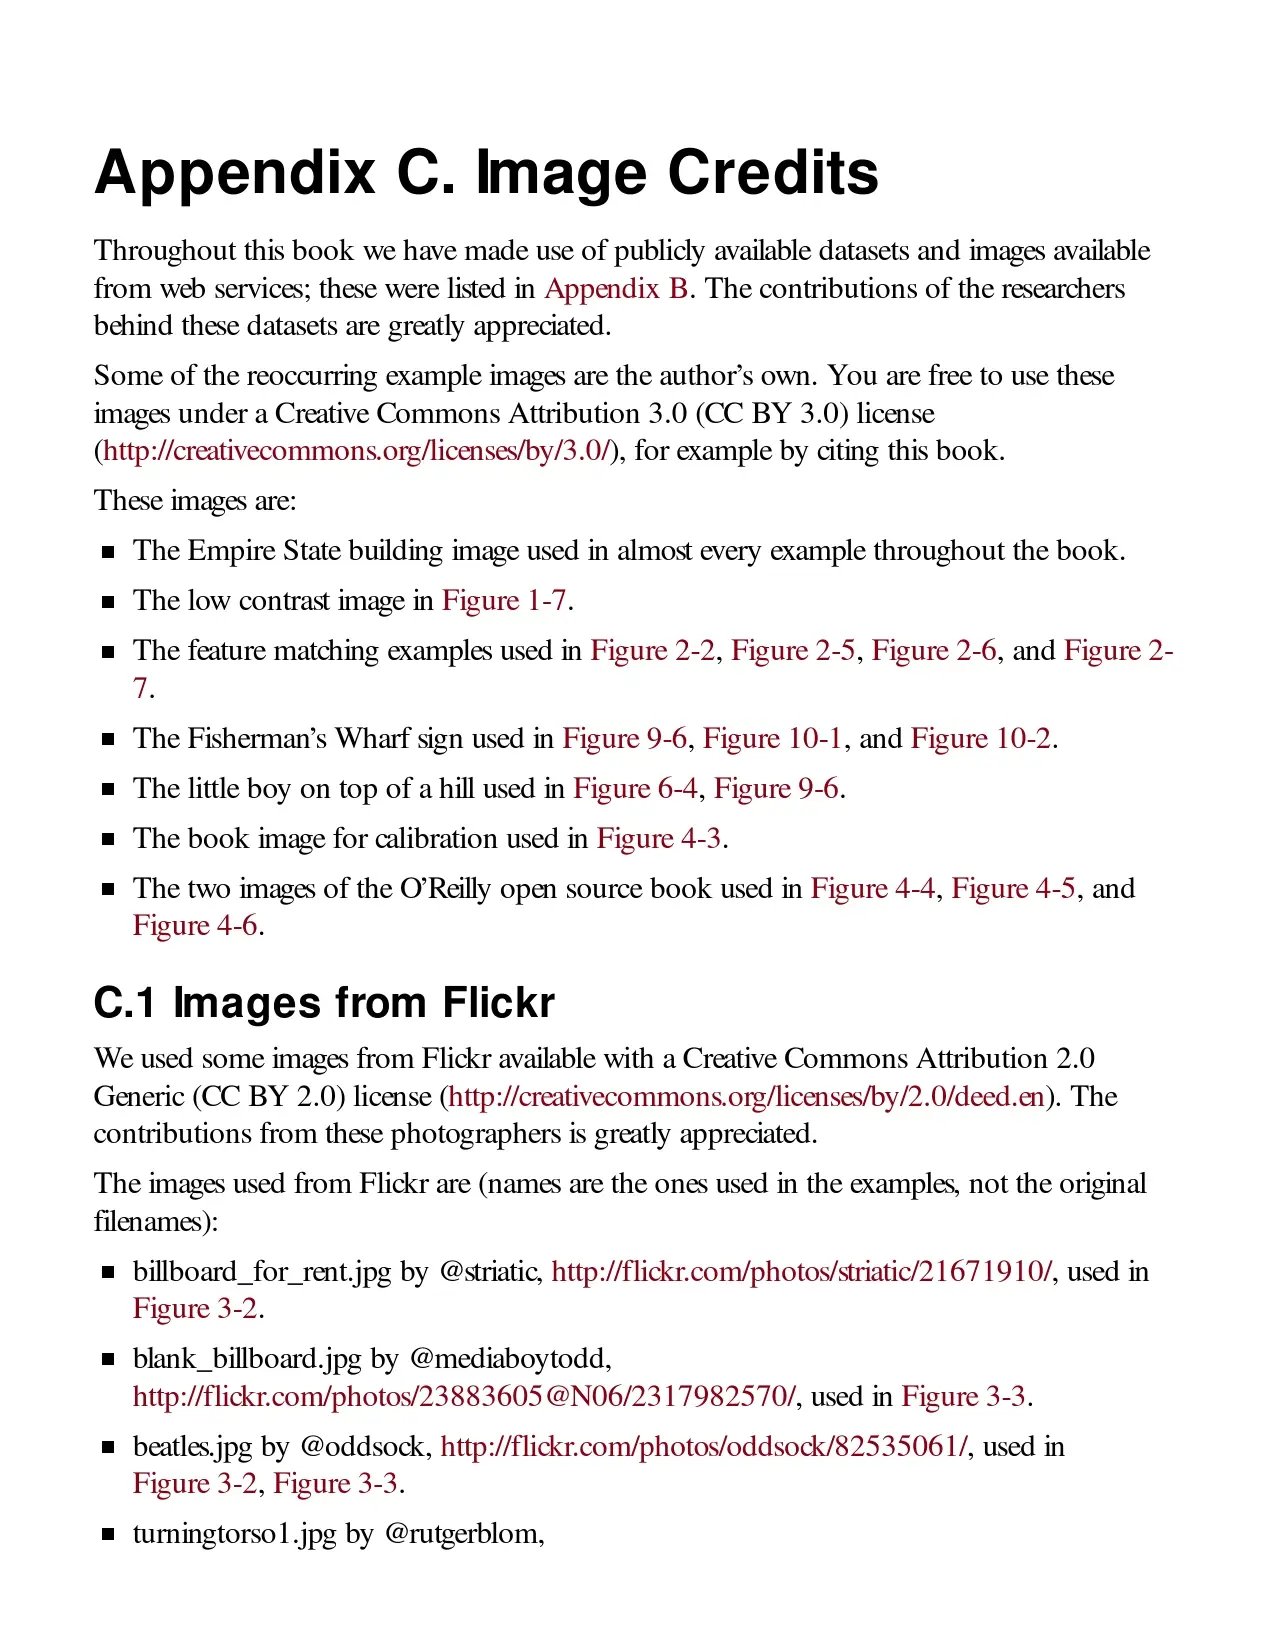 Appendix C. Image Credits
Throughout this book we have made use of publicly available datasets and images available
from web services; these were listed in Appendix B. The contributions of the researchers
behind these datasets are greatly appreciated.
Some of the reoccurring example images are the author’s own. You are free to use these
images under a Creative Commons Attribution 3.0 (CC BY 3.0) license
(http://creativecommons.org/licenses/by/3.0/), for example by citing this book.
These images are:
■ The Empire State building image used in almost every example throughout the book.
■ The low contrast image in Figure 1-7.
■ The feature matching examples used in Figure 2-2, Figure 2-5, Figure 2-6, and Figure 2-
7.
■ The Fisherman’s Wharf sign used in Figure 9-6, Figure 10-1, and Figure 10-2.
■ The little boy on top of a hill used in Figure 6-4, Figure 9-6.
■ The book image for calibration used in Figure 4-3.
■ The two images of the O’Reilly open source book used in Figure 4-4, Figure 4-5, and
Figure 4-6.
C.1 Images from Flickr
We used some images from Flickr available with a Creative Commons Attribution 2.0
Generic (CC BY 2.0) license (http://creativecommons.org/licenses/by/2.0/deed.en). The
contributions from these photographers is greatly appreciated.
The images used from Flickr are (names are the ones used in the examples, not the original
filenames):
■ billboard_for_rent.jpg by @striatic, http://flickr.com/photos/striatic/21671910/, used in
Figure 3-2.
■ blank_billboard.jpg by @mediaboytodd,
http://flickr.com/photos/23883605@N06/2317982570/, used in Figure 3-3.
■ beatles.jpg by @oddsock, http://flickr.com/photos/oddsock/82535061/, used in
Figure 3-2, Figure 3-3.
■ turningtorso1.jpg by @rutgerblom,